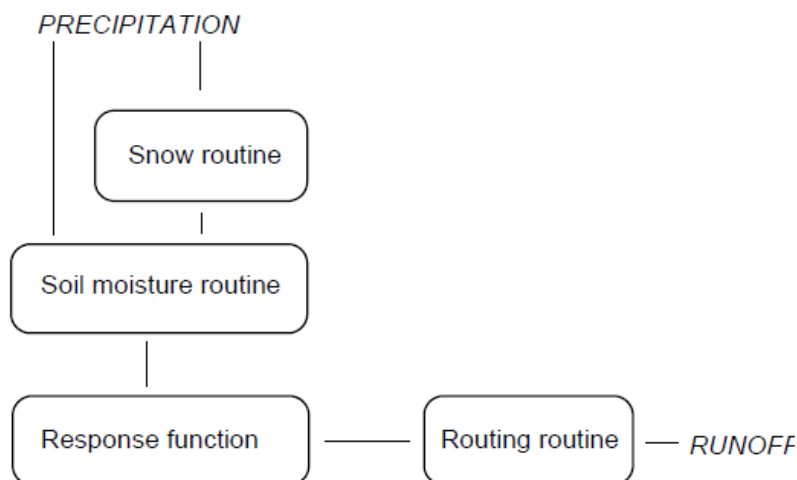 PRECIPITATION
Snow routine
Soil moisture routine
Response function
Routing routine
RUNOFF